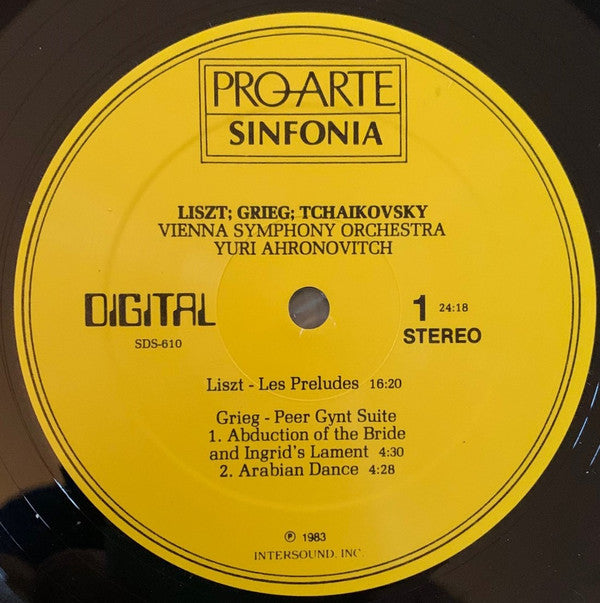 PRO-ARTE
SINFONIA
LISZT; GRIEG; TCHAIKOVSKY
VIENNA SYMPHONY ORCHESTRA
YURI AHRONOVITCH
DIGITAL
SDS-610
1 24:18
STEREO
Liszt - Les Preludes 16:20
Grieg - Peer Gynt Suite
1. Abduction of the Bride
and Ingrid's Lament 4:30
2. Arabian Dance 4:28
℗ 1983
INTERSOUND, INC.